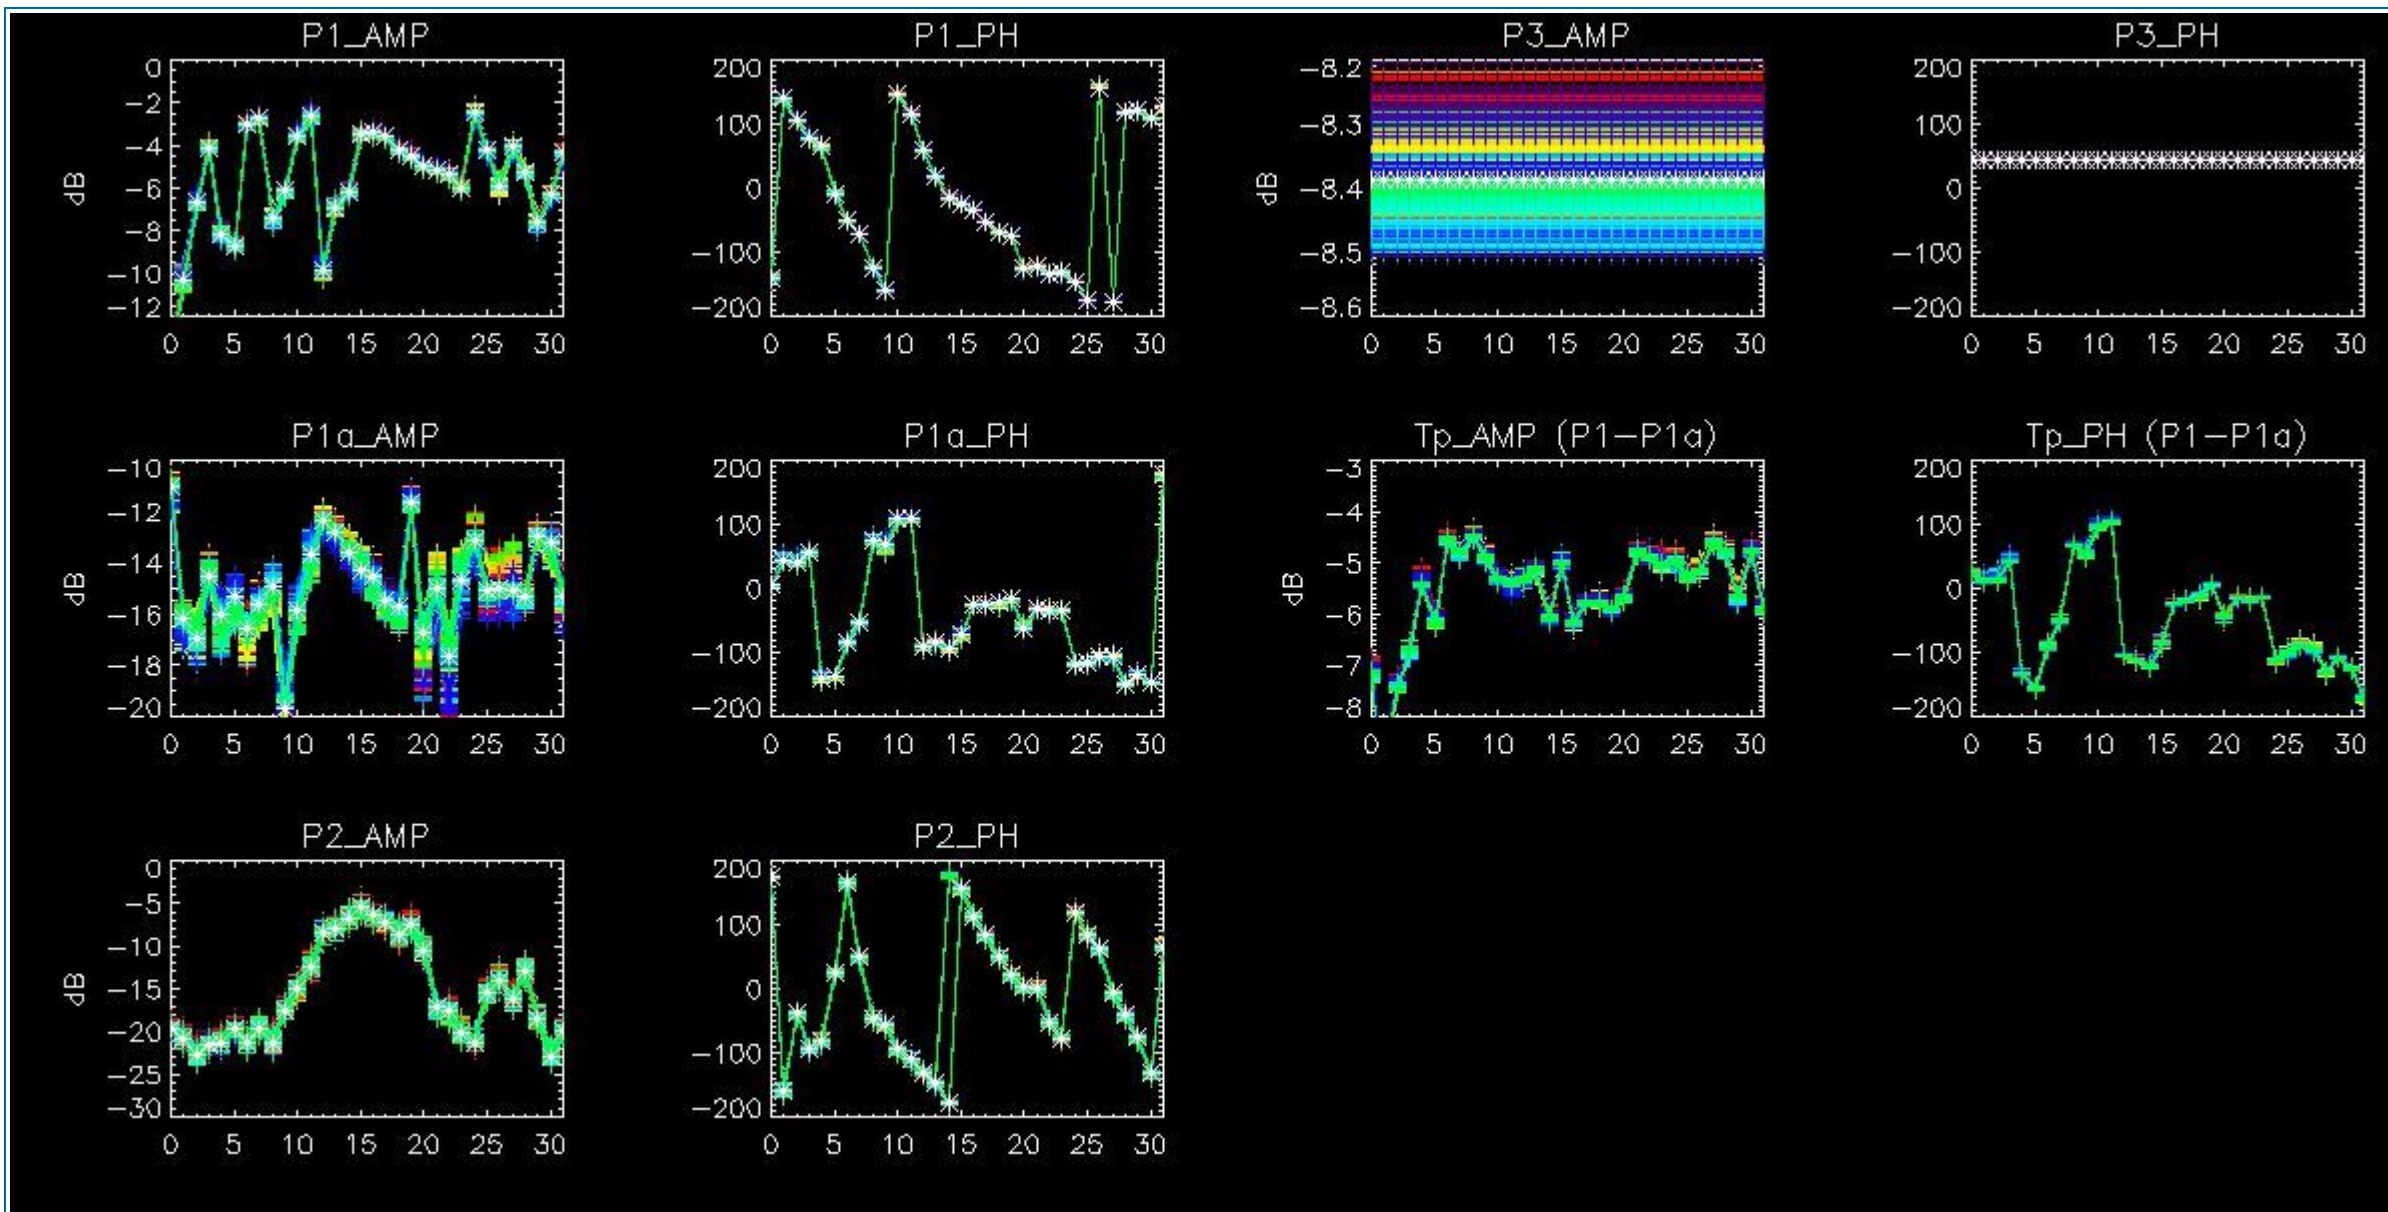 P1_AMP
0
−2
−4
−6
−8
−10
−12
dB
0 5 10 15 20 25 30
P1_PH
200
100
0
−100
−200
0 5 10 15 20 25 30
P3_AMP
−8.2
−8.3
−8.4
−8.5
−8.6
dB
0 5 10 15 20 25 30
P3_PH
200
100
0
−100
−200
0 5 10 15 20 25 30
P1a_AMP
−10
−12
−14
−16
−18
−20
dB
0 5 10 15 20 25 30
P1a_PH
200
100
0
−100
−200
0 5 10 15 20 25 30
Tp_AMP (P1−P1a)
−3
−4
−5
−6
−7
−8
dB
0 5 10 15 20 25 30
Tp_PH (P1−P1a)
200
100
0
−100
−200
0 5 10 15 20 25 30
P2_AMP
0
−5
−10
−15
−20
−25
−30
dB
0 5 10 15 20 25 30
P2_PH
200
100
0
−100
−200
0 5 10 15 20 25 30